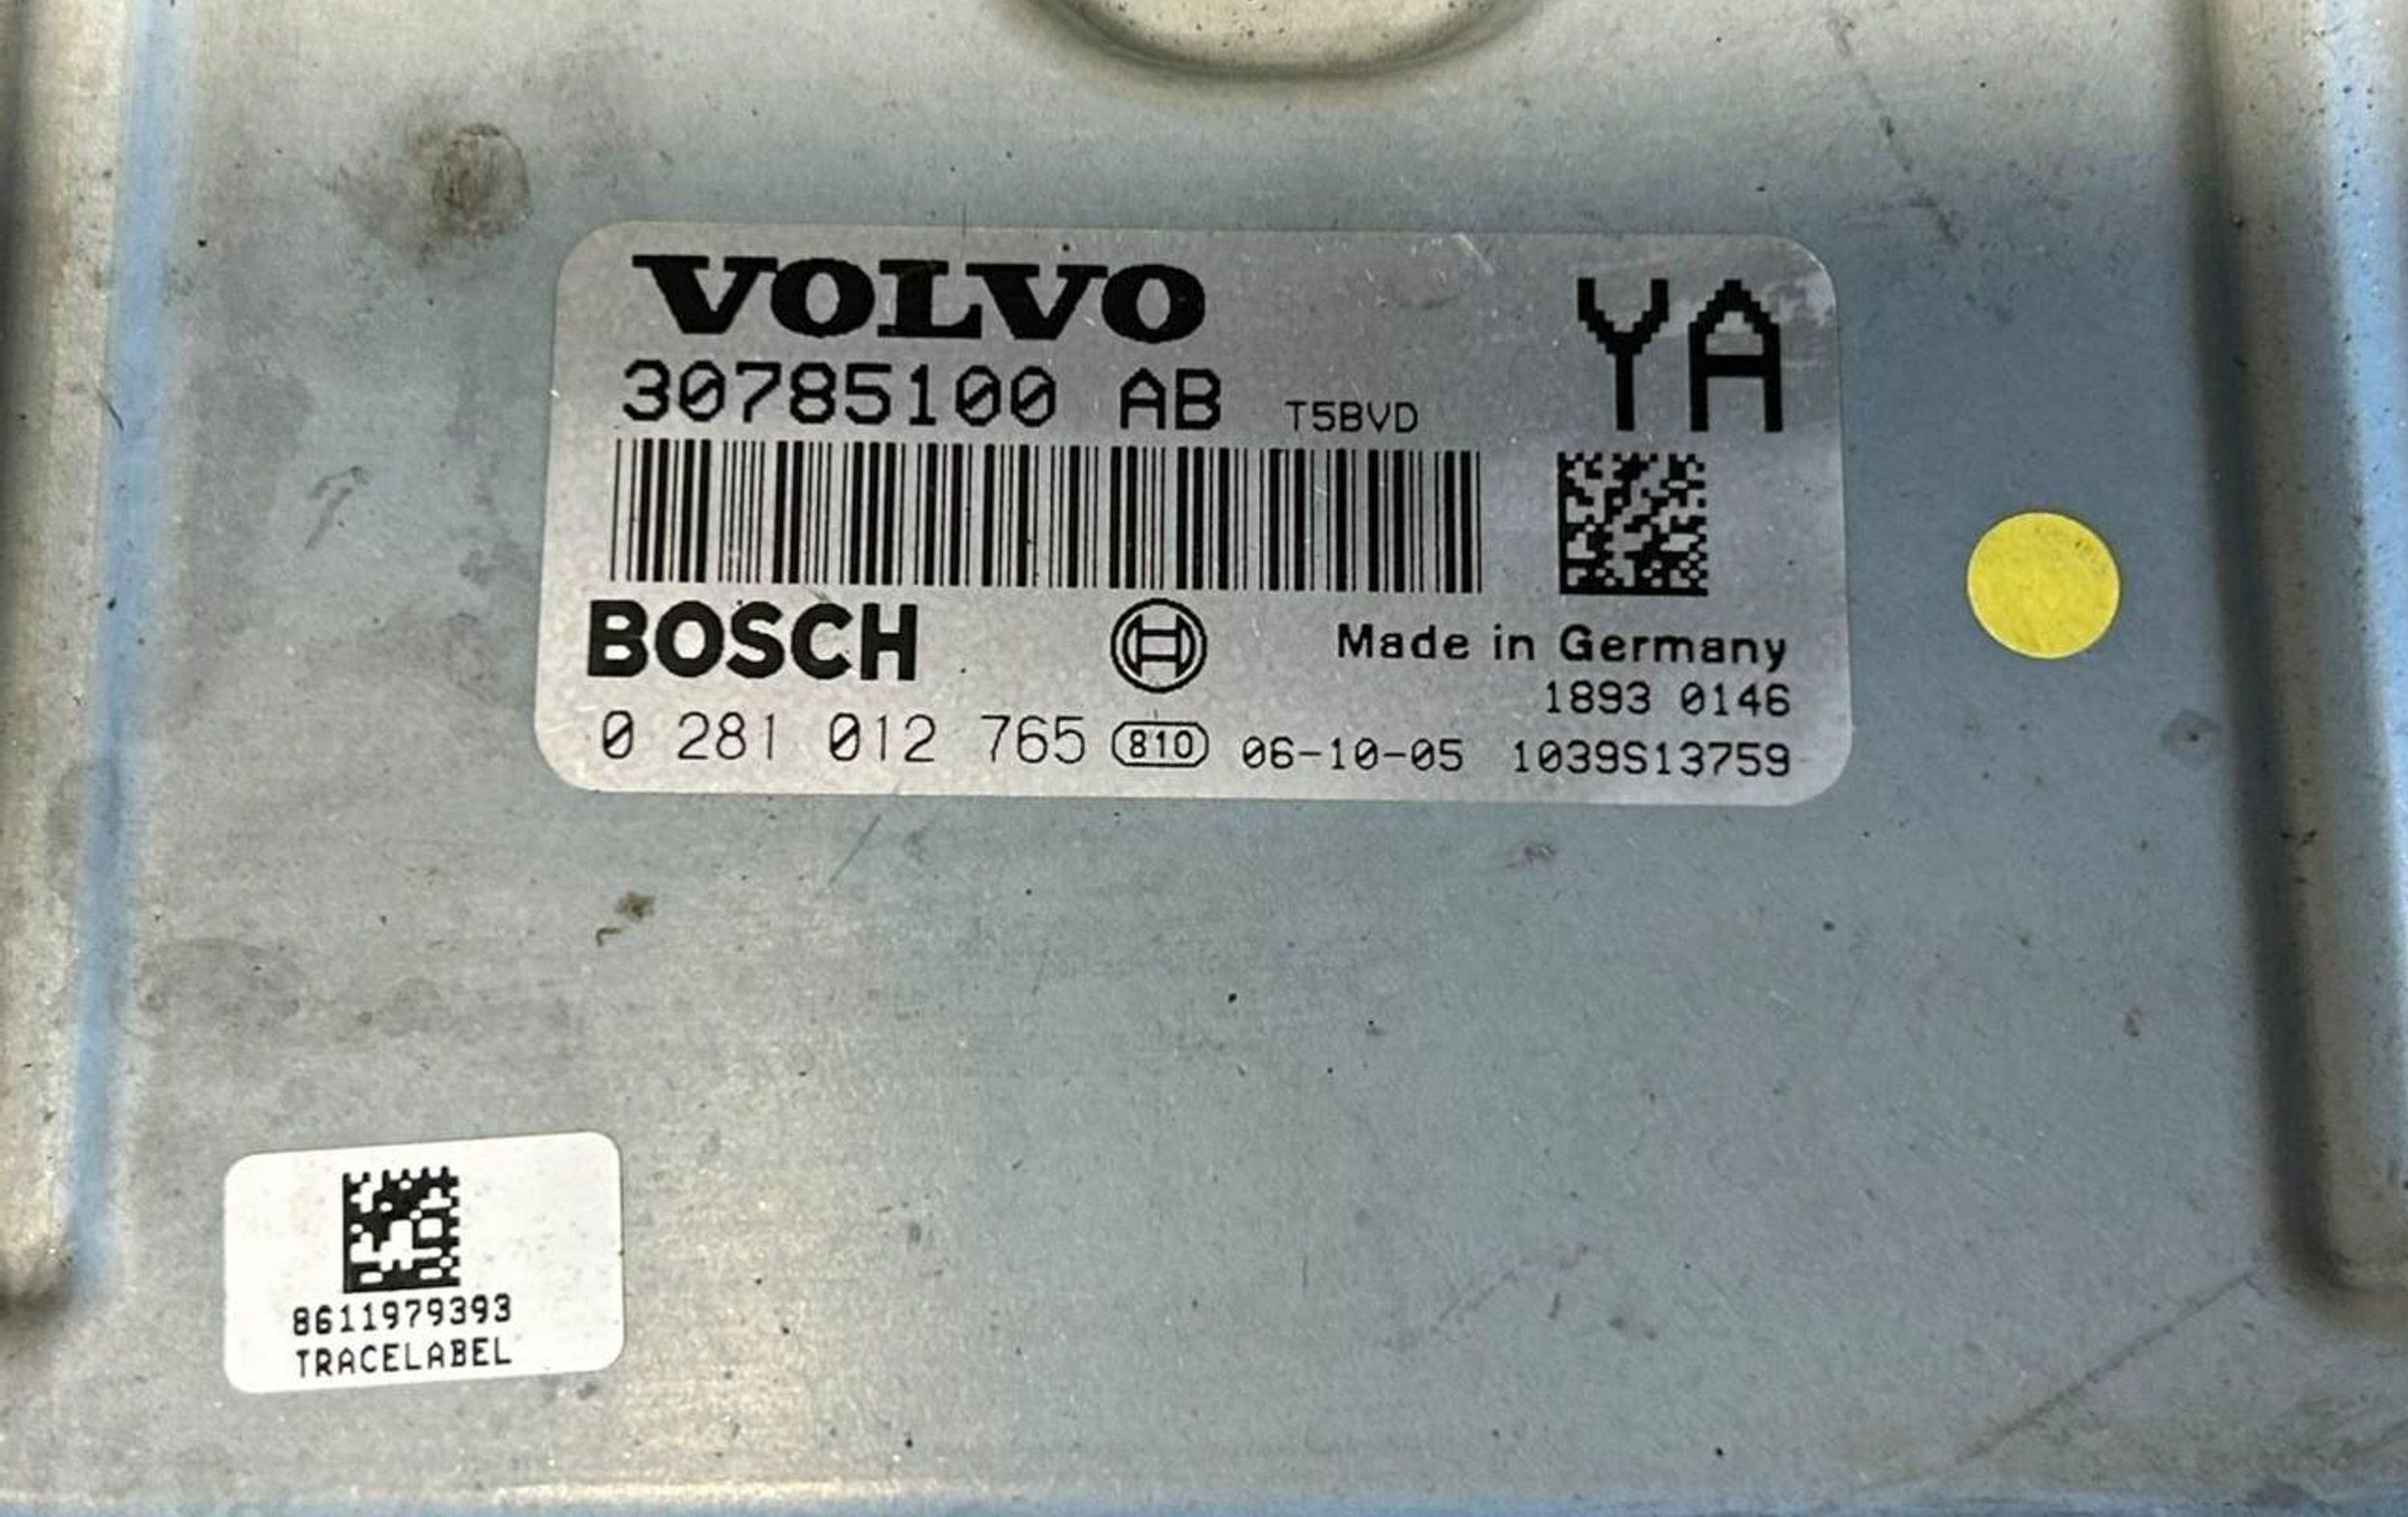 VOLVO
YA
30785100 AB T5BVD
BOSCH
Made in Germany
1893 0146
0 281 012 765 810 06-10-05 1039S13759
8611979393
TRACELABEL